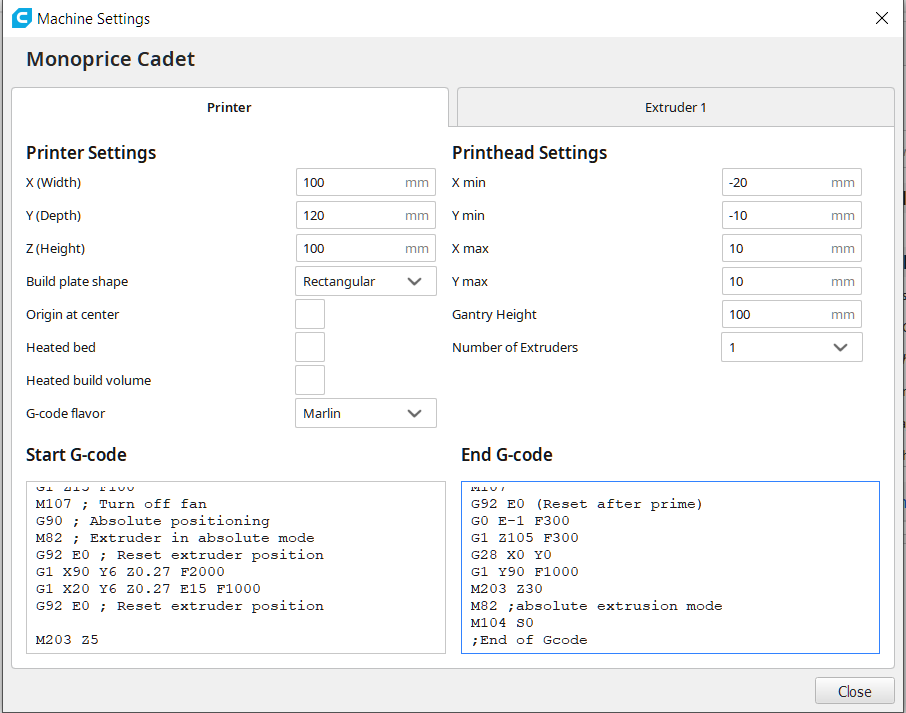 Machine Settings
Monoprice Cadet
Printer
Extruder 1
Printer Settings
X (Width)
100 mm
Y (Depth)
120 mm
Z (Height)
100 mm
Build plate shape
Rectangular
Origin at center
Heated bed
Heated build volume
G-code flavor
Marlin
Printhead Settings
X min
-20 mm
Y min
-10 mm
X max
10 mm
Y max
10 mm
Gantry Height
100 mm
Number of Extruders
1
Start G-code
G1 Z15 F100
M107 ; Turn off fan
G90 ; Absolute positioning
M82 ; Extruder in absolute mode
G92 E0 ; Reset extruder position
G1 X90 Y6 Z0.27 F2000
G1 X20 Y6 Z0.27 E15 F1000
G92 E0 ; Reset extruder position
M203 Z5
End G-code
M107
G92 E0 (Reset after prime)
G0 E-1 F300
G1 Z105 F300
G28 X0 Y0
G1 Y90 F1000
M203 Z30
M82 ;absolute extrusion mode
M104 S0
;End of Gcode
Close